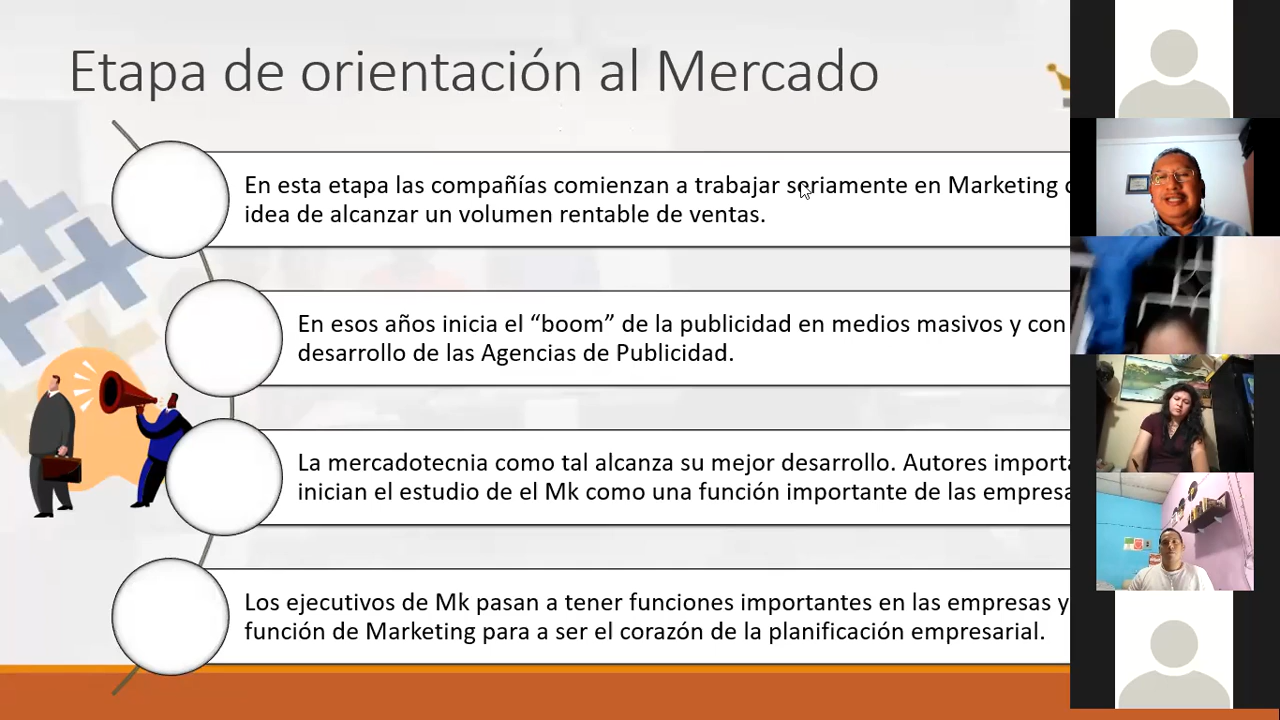 Etapa de orientación al Mercado
En esta etapa las compañías comienzan a trabajar seriamente en Marketing
idea de alcanzar un volumen rentable de ventas.
En esos años inicia el “boom” de la publicidad en medios masivos y con
desarrollo de las Agencias de Publicidad.
La mercadotecnia como tal alcanza su mejor desarrollo. Autores
inician el estudio de el Mk como una función importante de las
Los ejecutivos de Mk pasan a tener funciones importantes en las empresas y
función de Marketing para a ser el corazón de la planificación empresarial.